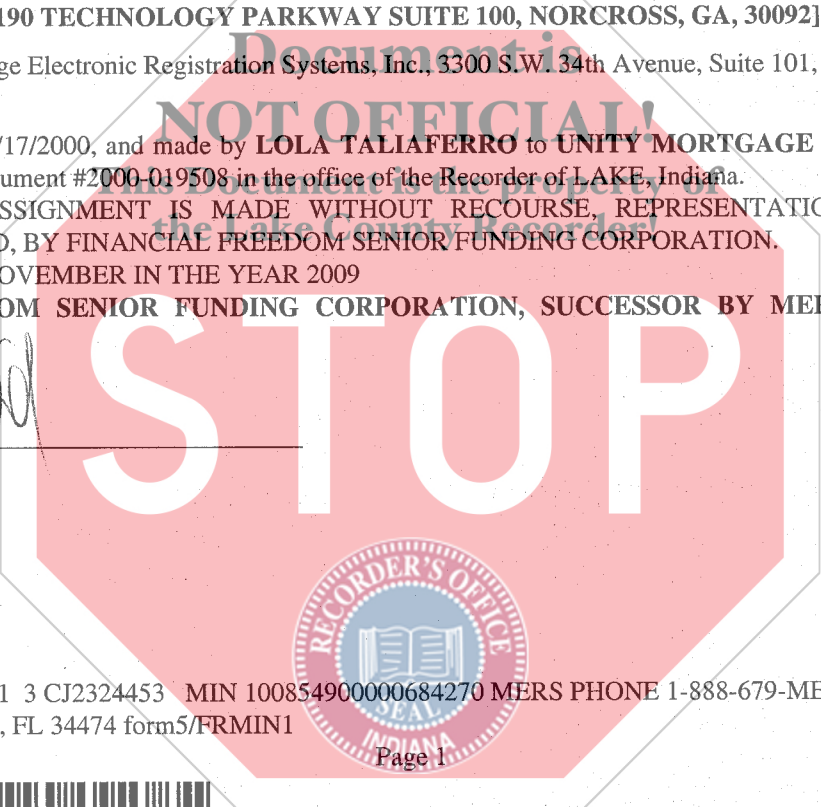 190 TECHNOLOGY PARKWAY SUITE 100, NORCROSS, GA, 30092]
Document is
ge Electronic Registration Systems, Inc., 3300 S.W. 34th Avenue, Suite 101,
NOT OFFICIAL!
/17/2000, and made by LOLA TALIAFERRO to UNITY MORTGAGE
This Document is the property of
ument #2000-019508 in the office of the Recorder of LAKE, Indiana.
SSIGNMENT IS MADE WITHOUT RECOURSE, REPRESENTATIO
the Lake County Recorder!
D, BY FINANCIAL FREEDOM SENIOR FUNDING CORPORATION.
OVEMBER IN THE YEAR 2009
OM SENIOR FUNDING CORPORATION, SUCCESSOR BY MER
STOP
RECORDER'S OFFICE
SEAL
INDIANA
1 3 CJ2324453 MIN 100854900000684270 MERS PHONE 1-888-679-ME
, FL 34474 form5/FRMIN1
Page 1